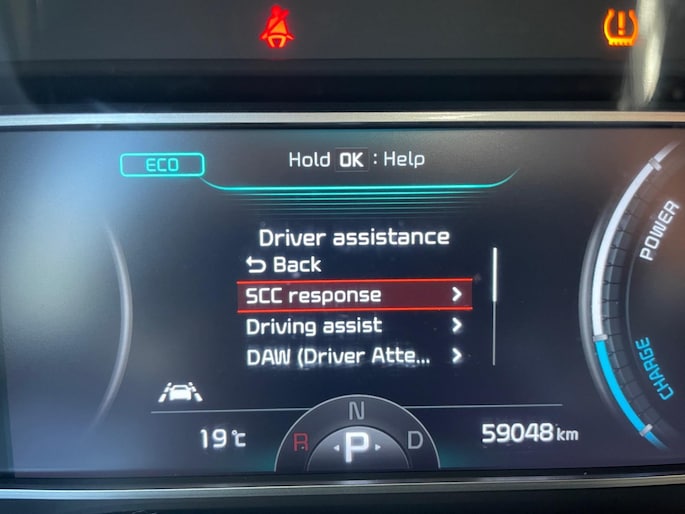 ECO
Hold OK : Help
Driver assistance
Back
SCC response
Driving assist
DAW (Driver Atte...
POWER
CHARGE
N
R P D
19℃
59048 km